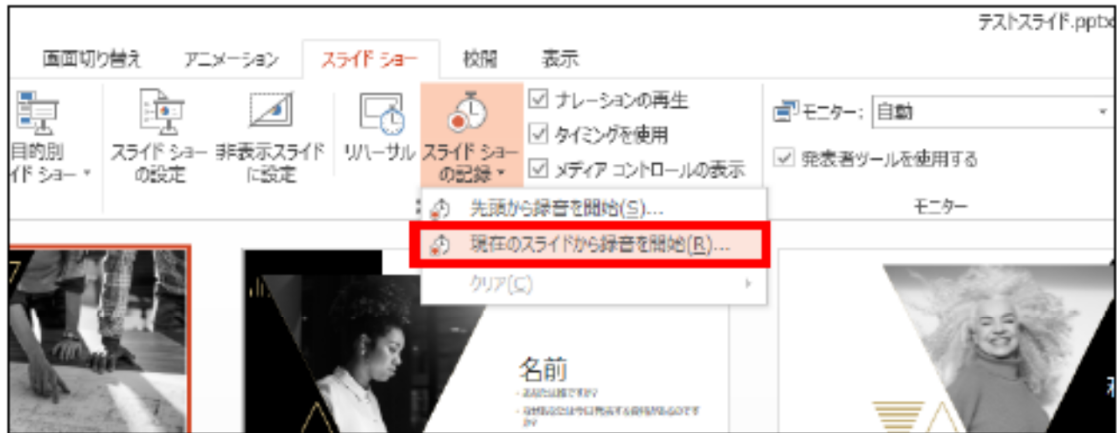 テストスライド.pptx
画面切り替え アニメーション スライド ショー 校閲 表示
目的別
イド ショー
スライド ショー
の設定
非表示スライド
に設定
リハーサル
スライド ショー
の記録
ナレーションの再生
タイミングを使用
メディア コントロールの表示
モニター: 自動
発表者ツールを使用する
モニター
先頭から録音を開始(S)...
現在のスライドから録音を開始(R)...
クリア(C)
名前